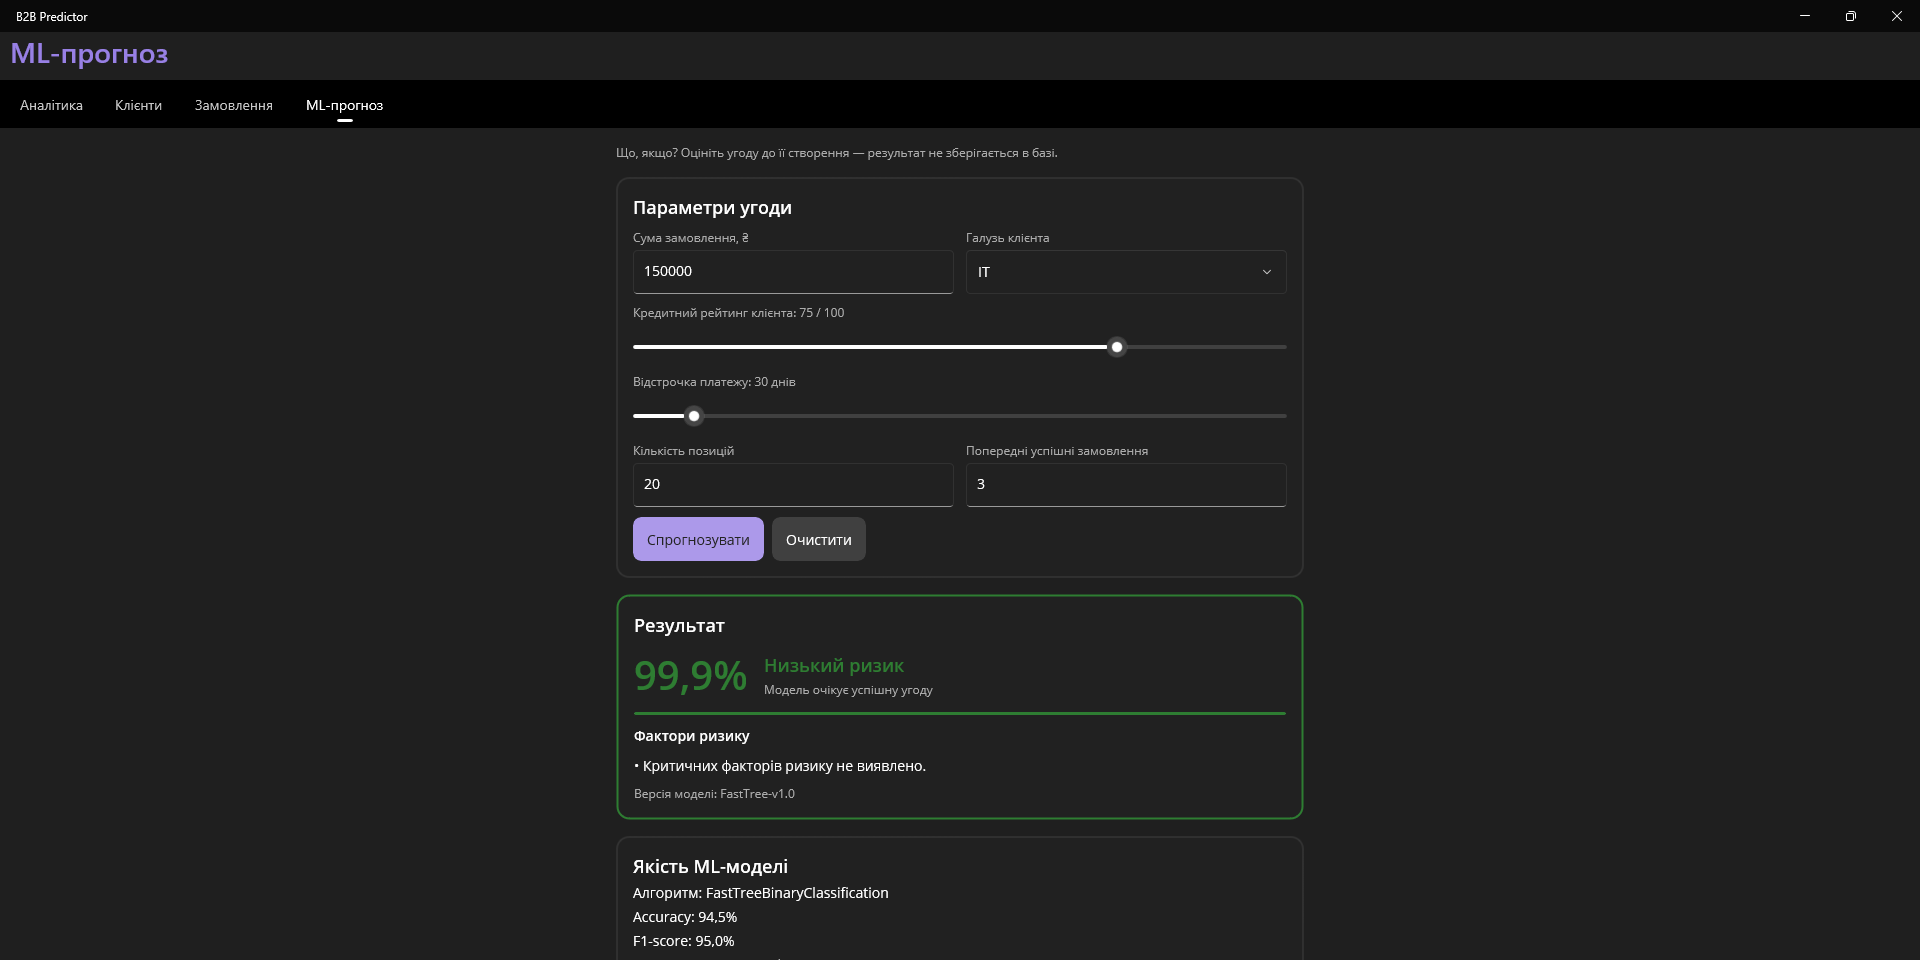 B2B Predictor
ML-прогноз
Аналітика Клієнти Замовлення ML-прогноз
Що, якщо? Оцініть угоду до її створення — результат не зберігається в базі.
Параметри угоди
Сума замовлення, ₴ Галузь клієнта
150000 IT
Кредитний рейтинг клієнта: 75 / 100
Відстрочка платежу: 30 днів
Кількість позицій Попередні успішні замовлення
20 3
Спрогнозувати Очистити
Результат
99,9% Низький ризик
Модель очікує успішну угоду
Фактори ризику
• Критичних факторів ризику не виявлено.
Версія моделі: FastTree-v1.0
Якість ML-моделі
Алгоритм: FastTreeBinaryClassification
Accuracy: 94,5%
F1-score: 95,0%